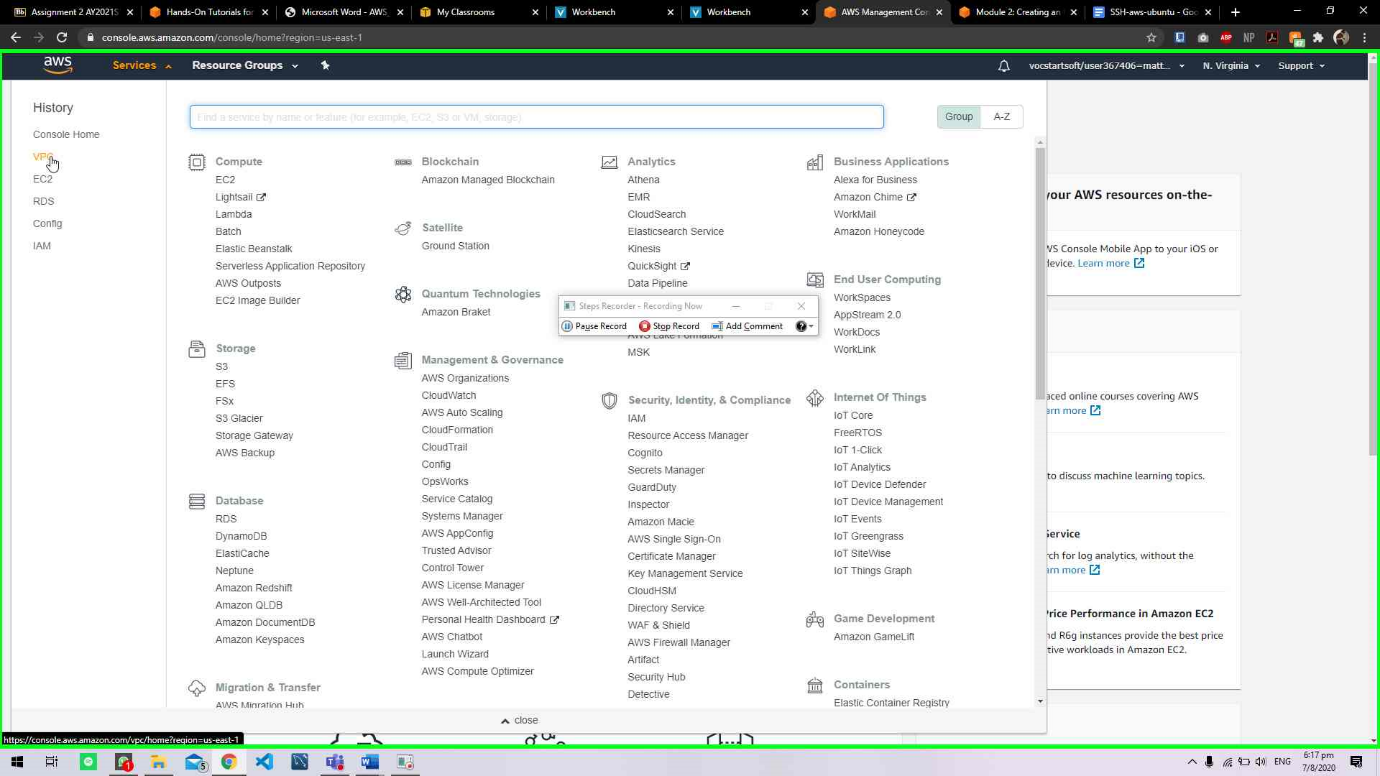 Assignment 2 AY2021S
Hands-On Tutorials for
Microsoft Word - AWS_
My Classrooms
Workbench
Workbench
AWS Management Con
Module 2: Creating an
SSH-aws-ubuntu - Goo
console.aws.amazon.com/console/home?region=us-east-1
aws
Services
Resource Groups
vocstartsoft/user367406=matt...
N. Virginia
Support
History
Console Home
VPC
EC2
RDS
Config
IAM
Find a service by name or feature (for example, EC2, S3 or VM, storage).
Group
A-Z
Compute
EC2
Lightsail
Lambda
Batch
Elastic Beanstalk
Serverless Application Repository
AWS Outposts
EC2 Image Builder
Storage
S3
EFS
FSx
S3 Glacier
Storage Gateway
AWS Backup
Database
RDS
DynamoDB
ElastiCache
Neptune
Amazon Redshift
Amazon QLDB
Amazon DocumentDB
Amazon Keyspaces
Migration & Transfer
AWS Migration Hub
Blockchain
Amazon Managed Blockchain
Satellite
Ground Station
Quantum Technologies
Amazon Braket
Management & Governance
AWS Organizations
CloudWatch
AWS Auto Scaling
CloudFormation
CloudTrail
Config
OpsWorks
Service Catalog
Systems Manager
AWS AppConfig
Trusted Advisor
Control Tower
AWS License Manager
AWS Well-Architected Tool
Personal Health Dashboard
AWS Chatbot
Launch Wizard
AWS Compute Optimizer
Analytics
Athena
EMR
CloudSearch
Elasticsearch Service
Kinesis
QuickSight
Data Pipeline
AWS Lake Formation
MSK
Steps Recorder - Recording Now
Pause Record
Stop Record
Add Comment
Security, Identity, & Compliance
IAM
Resource Access Manager
Cognito
Secrets Manager
GuardDuty
Inspector
Amazon Macie
AWS Single Sign-On
Certificate Manager
Key Management Service
CloudHSM
Directory Service
WAF & Shield
AWS Firewall Manager
Artifact
Security Hub
Detective
Business Applications
Alexa for Business
Amazon Chime
WorkMail
Amazon Honeycode
End User Computing
WorkSpaces
AppStream 2.0
WorkDocs
WorkLink
Internet Of Things
IoT Core
FreeRTOS
IoT 1-Click
IoT Analytics
IoT Device Defender
IoT Device Management
IoT Events
IoT Greengrass
IoT SiteWise
IoT Things Graph
Game Development
Amazon GameLift
Containers
Elastic Container Registry
your AWS resources on-the-
WS Console Mobile App to your iOS or
device. Learn more
aced online courses covering AWS
arn more
to discuss machine learning topics.
Service
rch for log analytics, without the
arn more
Price Performance in Amazon EC2
nd R6g instances provide the best price
tive workloads in Amazon EC2.
close
https://console.aws.amazon.com/vpc/home?region=us-east-1
ENG
6:17 pm
7/8/2020